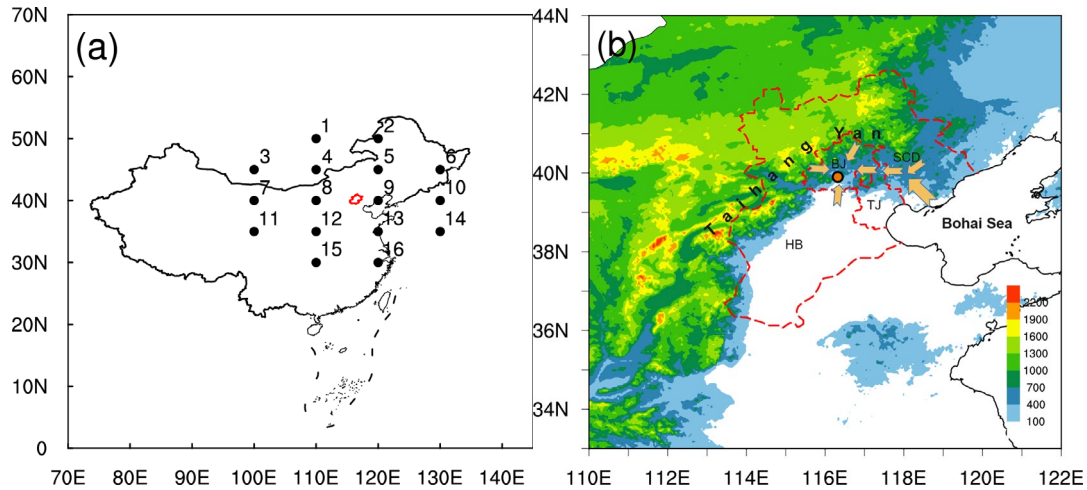 (a)
70N
60N
50N
40N
30N
20N
10N
0
70E 80E 90E 100E 110E 120E 130E 140E
1 2
3 4 5 6
7 8 9 10
11 12 13 14
15 16
(b)
44N
42N
40N
38N
36N
34N
110E 112E 114E 116E 118E 120E 122E
Yan
Taihang
BJ
SCD
TJ
HB
Bohai Sea
2200
1900
1600
1300
1000
700
400
100